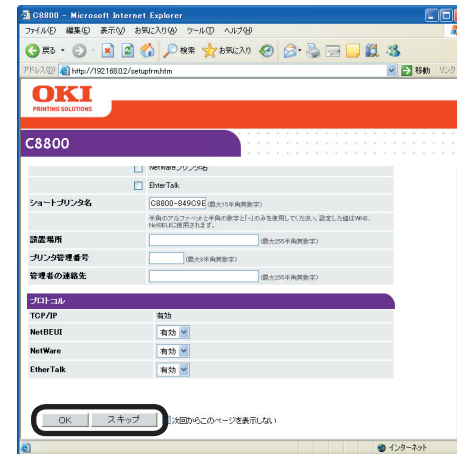 C8800 - Microsoft Internet Explorer
ファイル(F) 編集(E) 表示(V) お気に入り(A) ツール(T) ヘルプ(H)
戻る 検索 お気に入り
アドレス(D) http://192.168.0.2/setupfrm.htm 移動 リンク
OKI
PRINTING SOLUTIONS
C8800
NetWareプリンタ名
EhterTalk
ショートプリンタ名 C8800-849C9E (最大15半角英数字)
半角のアルファベットと半角の数字と[-]のみを使用してください。設定した値はWINS、
NetBEUIに使用されます。
設置場所 (最大255半角英数字)
プリンタ管理番号 (最大8半角英数字)
管理者の連絡先 (最大255半角英数字)
プロトコル
TCP/IP 有効
NetBEUI 有効
NetWare 有効
EtherTalk 有効
OK スキップ 次回からこのページを表示しない
インターネット